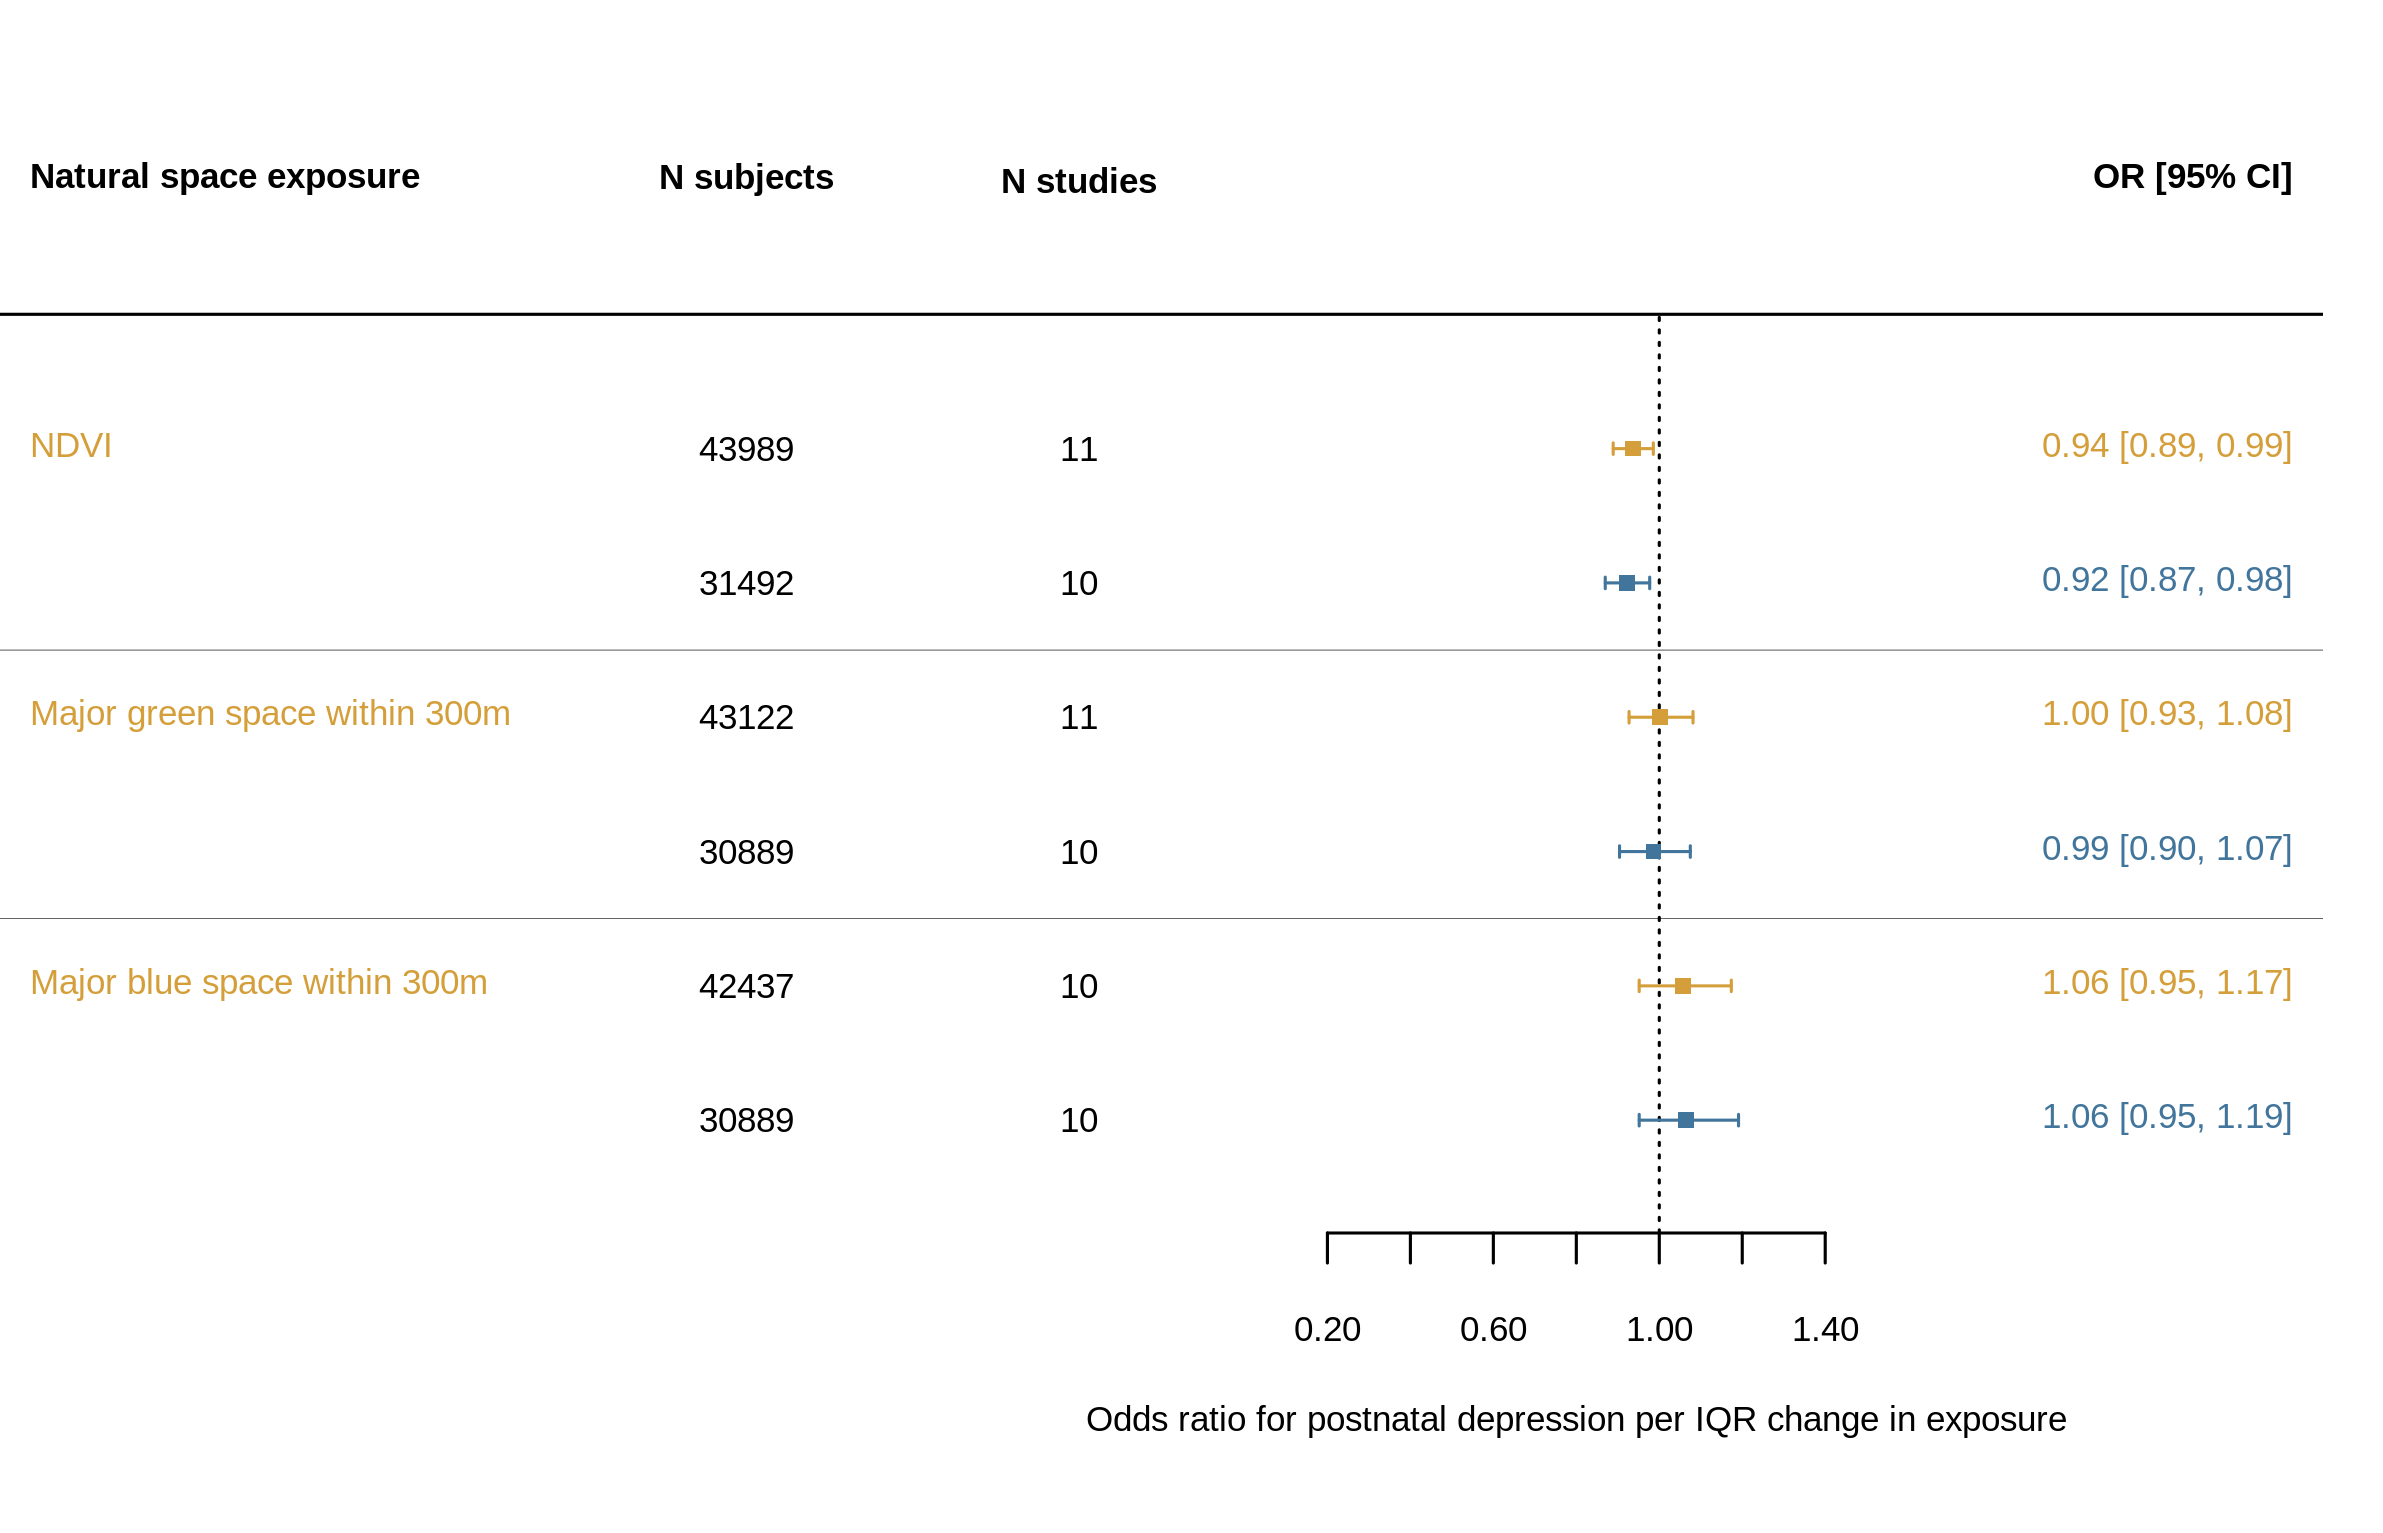 Natural space exposure N subjects N studies OR [95% CI]
NDVI 43989 11 0.94 [0.89, 0.99]
31492 10 0.92 [0.87, 0.98]
Major green space within 300m 43122 11 1.00 [0.93, 1.08]
30889 10 0.99 [0.90, 1.07]
Major blue space within 300m 42437 10 1.06 [0.95, 1.17]
30889 10 1.06 [0.95, 1.19]
0.20 0.60 1.00 1.40
Odds ratio for postnatal depression per IQR change in exposure